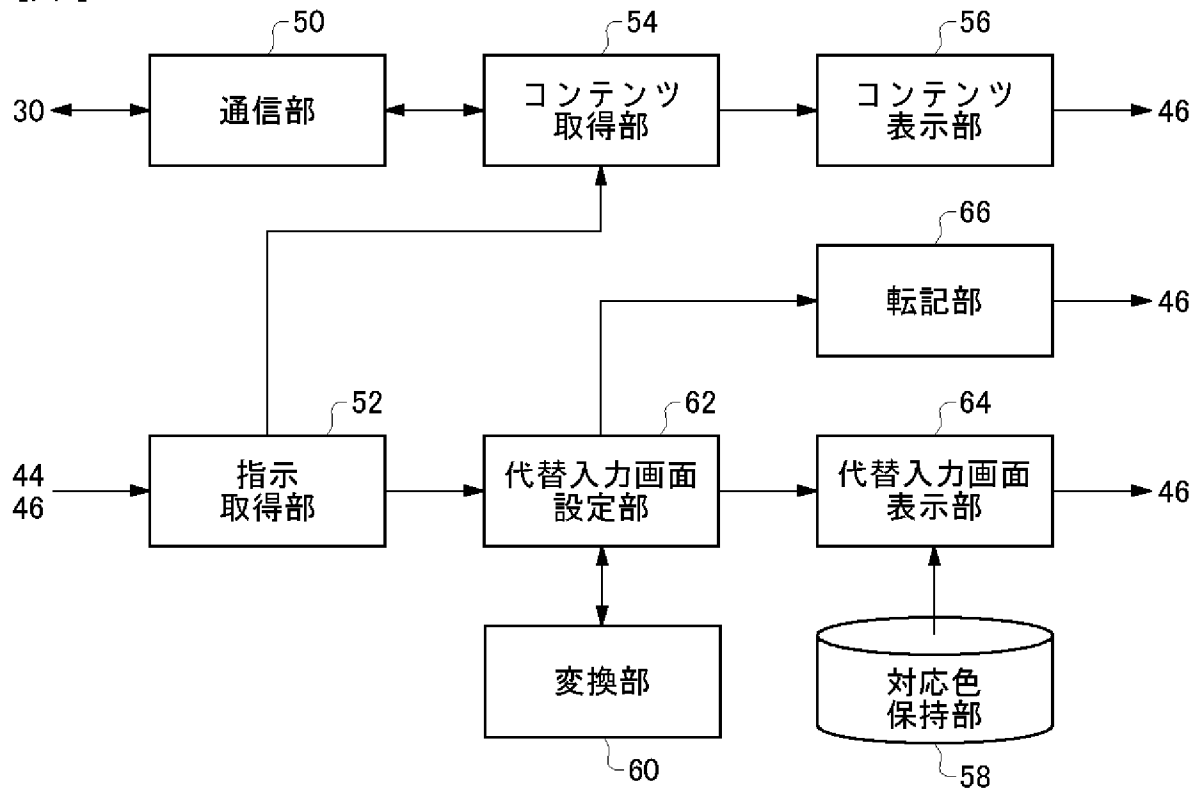 50
54
56
30
通信部
コンテンツ
取得部
コンテンツ
表示部
46
66
転記部
46
52
62
64
44
46
指示
取得部
代替入力画面
設定部
代替入力画面
表示部
46
変換部
対応色
保持部
60
58